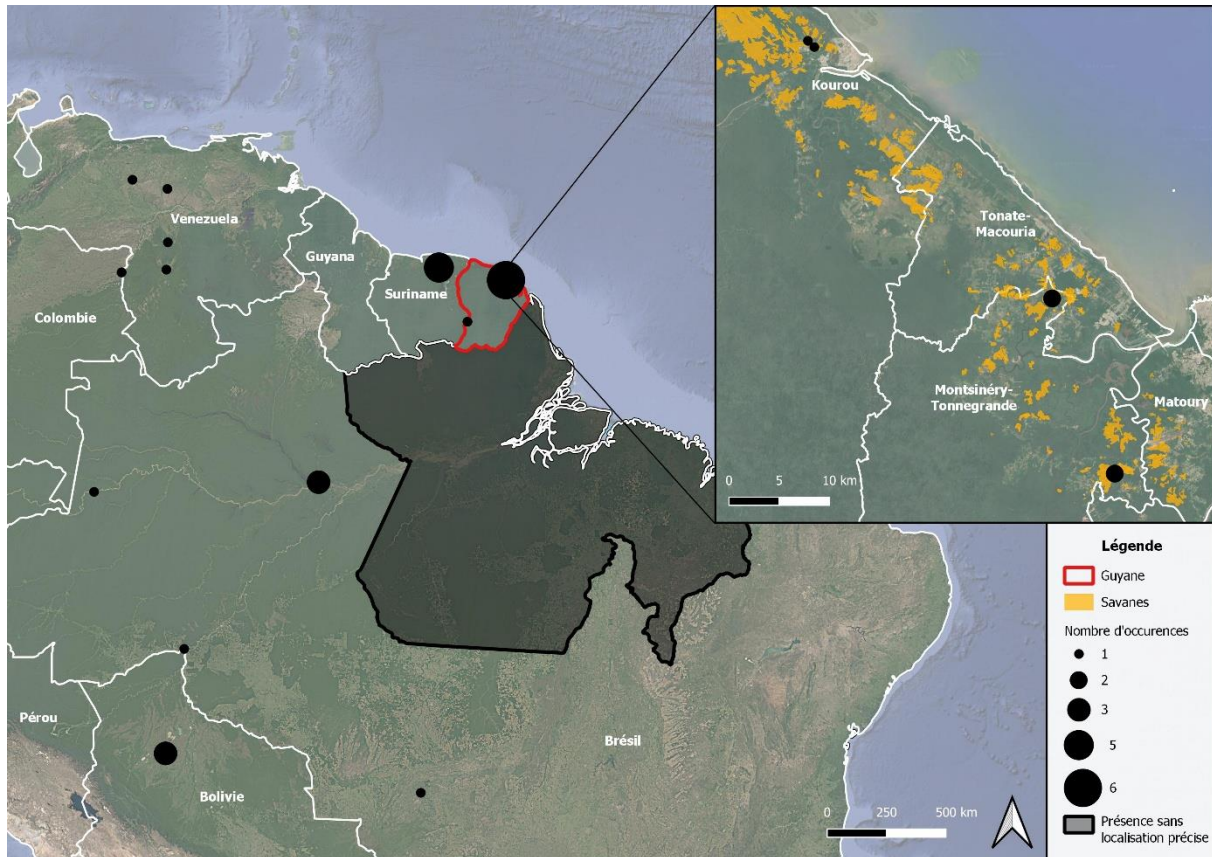 Venezuela
Guyana
Suriname
Colombie
Pérou
Bolivie
Brésil
0 250 500 km
Kourou
Tonate-
Macouria
Montsinéry-
Tonnegrande
Matoury
0 5 10 km
Légende
Guyane
Savanes
Nombre d'occurences
1
2
3
5
6
Présence sans
localisation précise